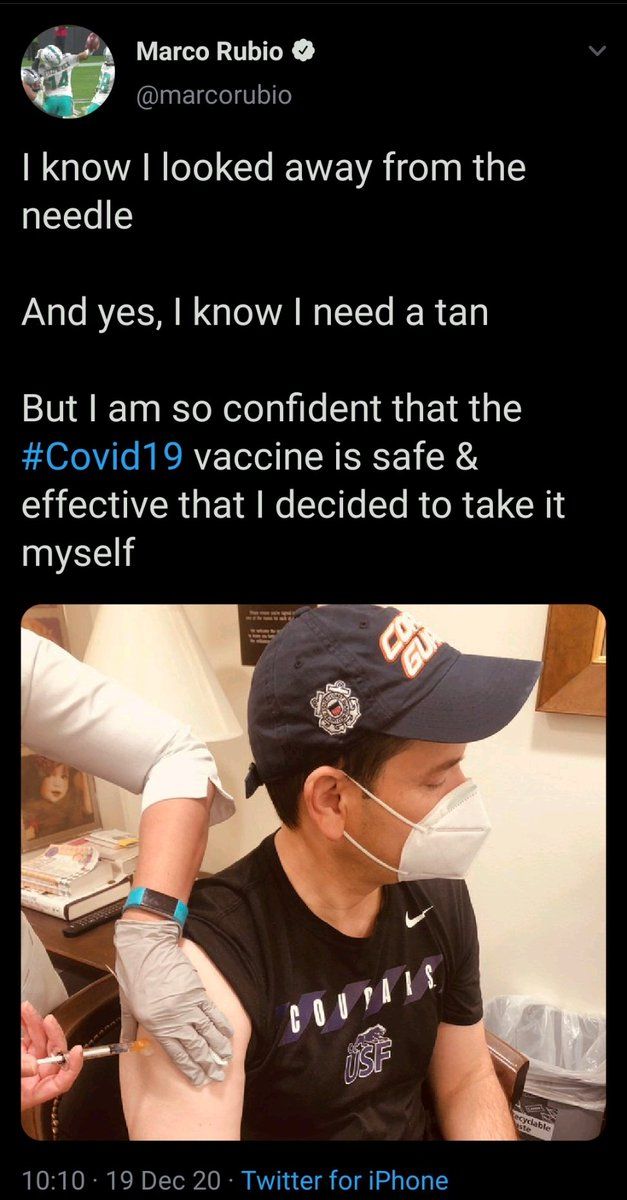 Marco Rubio
@marcorubio
I know I looked away from the
needle
And yes, I know I need a tan
But I am so confident that the
#Covid19 vaccine is safe &
effective that I decided to take it
myself
COUGARS
USF
10:10 · 19 Dec 20 · Twitter for iPhone